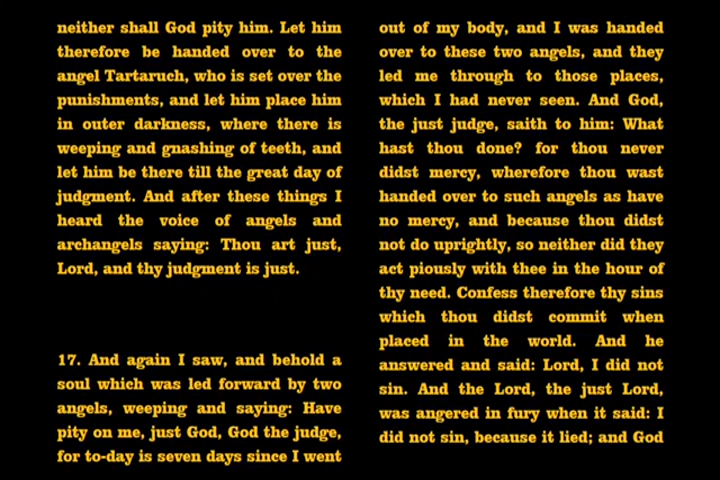 neither shall God pity him. Let him
therefore be handed over to the
angel Tartaruch, who is set over the
punishments, and let him place him
in outer darkness, where there is
weeping and gnashing of teeth, and
let him be there till the great day of
judgment. And after these things I
heard the voice of angels and
archangels saying: Thou art just,
Lord, and thy judgment is just.
17. And again I saw, and behold a
soul which was led forward by two
angels, weeping and saying: Have
pity on me, just God, God the judge,
for to-day is seven days since I went
out of my body, and I was handed
over to these two angels, and they
led me through to those places,
which I had never seen. And God,
the just judge, saith to him: What
hast thou done? for thou never
didst mercy, wherefore thou wast
handed over to such angels as have
no mercy, and because thou didst
not do uprightly, so neither did they
act piously with thee in the hour of
thy need. Confess therefore thy sins
which thou didst commit when
placed in the world. And he
answered and said: Lord, I did not
sin. And the Lord, the just Lord,
was angered in fury when it said: I
did not sin, because it lied; and God